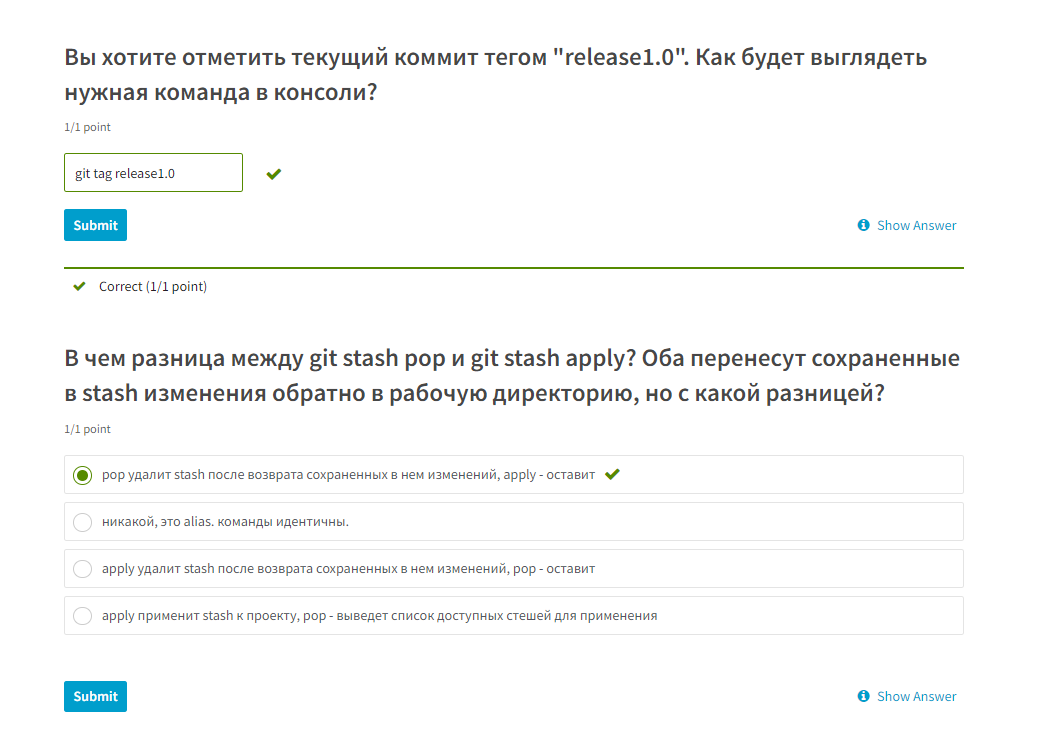 Вы хотите отметить текущий коммит тегом "release1.0". Как будет выглядеть
нужная команда в консоли?
1/1 point
git tag release1.0
Submit
Show Answer
Correct (1/1 point)
В чем разница между git stash pop и git stash apply? Оба перенесут сохраненные
в stash изменения обратно в рабочую директорию, но с какой разницей?
1/1 point
pop удалит stash после возврата сохраненных в нем изменений, apply - оставит
никакой, это alias. команды идентичны.
apply удалит stash после возврата сохраненных в нем изменений, pop - оставит
apply применит stash к проекту, pop - выведет список доступных стешей для применения
Submit
Show Answer